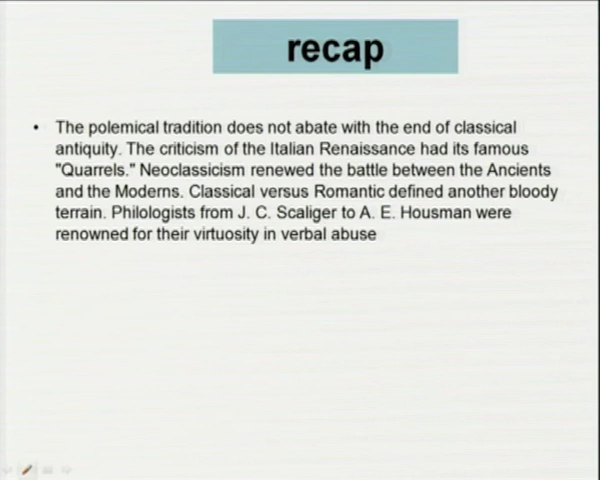 recap
• The polemical tradition does not abate with the end of classical
antiquity. The criticism of the Italian Renaissance had its famous
"Quarrels." Neoclassicism renewed the battle between the Ancients
and the Moderns. Classical versus Romantic defined another bloody
terrain. Philologists from J. C. Scaliger to A. E. Housman were
renowned for their virtuosity in verbal abuse